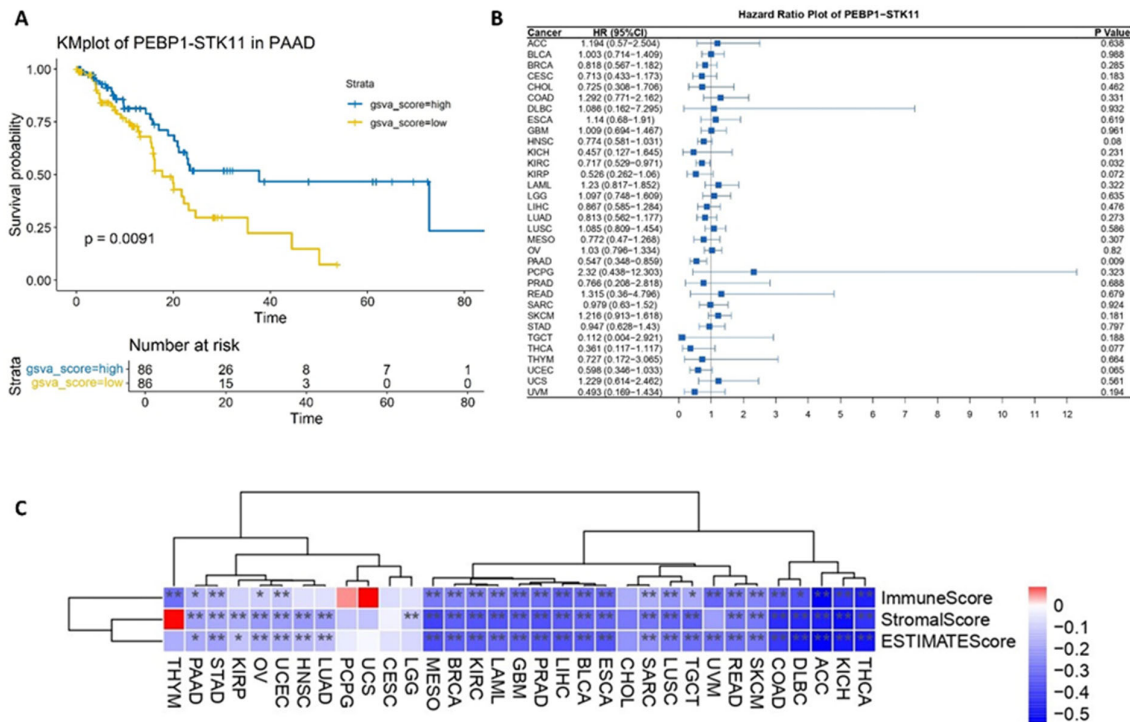 A
KMplot of PEBP1-STK11 in PAAD
1.00
0.75
0.50
0.25
0.00
Survival probability
Strata
gsva_score=high
gsva_score=low
p = 0.0091
0 20 40 60 80
Time
Number at risk
Strata
gsva_score=high 86 26 8 7 1
gsva_score=low 86 15 3 0 0
0 20 40 60 80
Time
B
Hazard Ratio Plot of PEBP1−STK11
Cancer HR (95%CI) P Value
ACC 1.194 (0.57−2.504) 0.638
BLCA 1.003 (0.714−1.409) 0.988
BRCA 0.818 (0.567−1.182) 0.285
CESC 0.713 (0.433−1.173) 0.183
CHOL 0.725 (0.308−1.706) 0.462
COAD 1.292 (0.771−2.162) 0.331
DLBC 1.086 (0.162−7.295) 0.932
ESCA 1.14 (0.68−1.91) 0.619
GBM 1.009 (0.694−1.467) 0.961
HNSC 0.774 (0.581−1.031) 0.08
KICH 0.457 (0.127−1.645) 0.231
KIRC 0.717 (0.529−0.971) 0.032
KIRP 0.526 (0.262−1.06) 0.072
LAML 1.23 (0.817−1.852) 0.322
LGG 1.097 (0.748−1.609) 0.635
LIHC 0.867 (0.585−1.284) 0.476
LUAD 0.813 (0.562−1.177) 0.273
LUSC 1.085 (0.809−1.454) 0.586
MESO 0.772 (0.47−1.268) 0.307
OV 1.03 (0.796−1.334) 0.82
PAAD 0.547 (0.348−0.859) 0.009
PCPG 2.32 (0.438−12.303) 0.323
PRAD 0.766 (0.208−2.818) 0.688
READ 1.315 (0.36−4.796) 0.679
SARC 0.979 (0.63−1.52) 0.924
SKCM 1.216 (0.913−1.618) 0.181
STAD 0.947 (0.628−1.43) 0.797
TGCT 0.112 (0.004−2.921) 0.188
THCA 0.361 (0.117−1.117) 0.077
THYM 0.727 (0.172−3.065) 0.664
UCEC 0.598 (0.346−1.033) 0.065
UCS 1.229 (0.614−2.462) 0.561
UVM 0.493 (0.169−1.434) 0.194
0 1 2 3 4 5 6 7 8 9 10 11 12
C
ImmuneScore
StromalScore
ESTIMATEScore
THYM PAAD STAD KIRP OV UCEC HNSC LUAD PCPG UCS CESC LGG MESO BRCA KIRC LAML GBM PRAD LIHC BLCA ESCA CHOL SARC LUSC TGCT UVM READ SKCM COAD DLBC ACC KICH THCA
0
-0.1
-0.2
-0.3
-0.4
-0.5